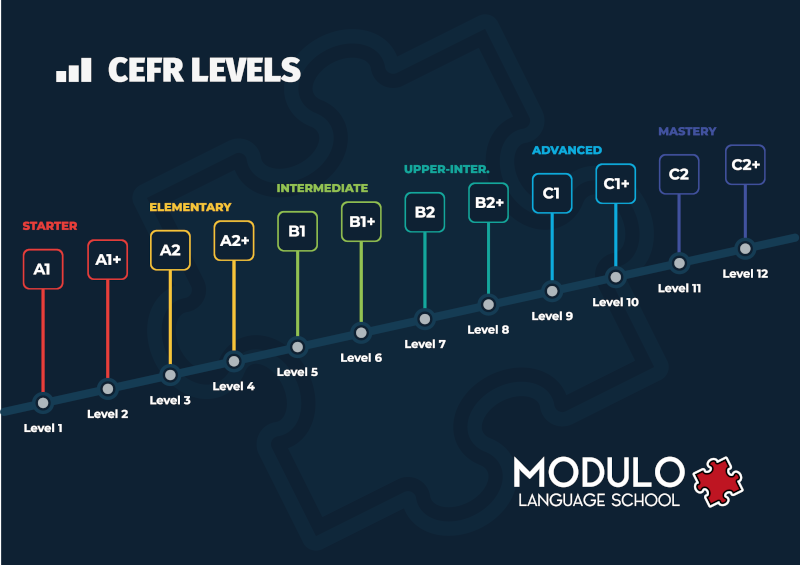 CEFR LEVELS
STARTER
A1
A1+
Level 1
Level 2
ELEMENTARY
A2
A2+
Level 3
Level 4
INTERMEDIATE
B1
B1+
Level 5
Level 6
UPPER-INTER.
B2
B2+
Level 7
Level 8
ADVANCED
C1
C1+
Level 9
Level 10
MASTERY
C2
C2+
Level 11
Level 12
MODULO
LANGUAGE SCHOOL